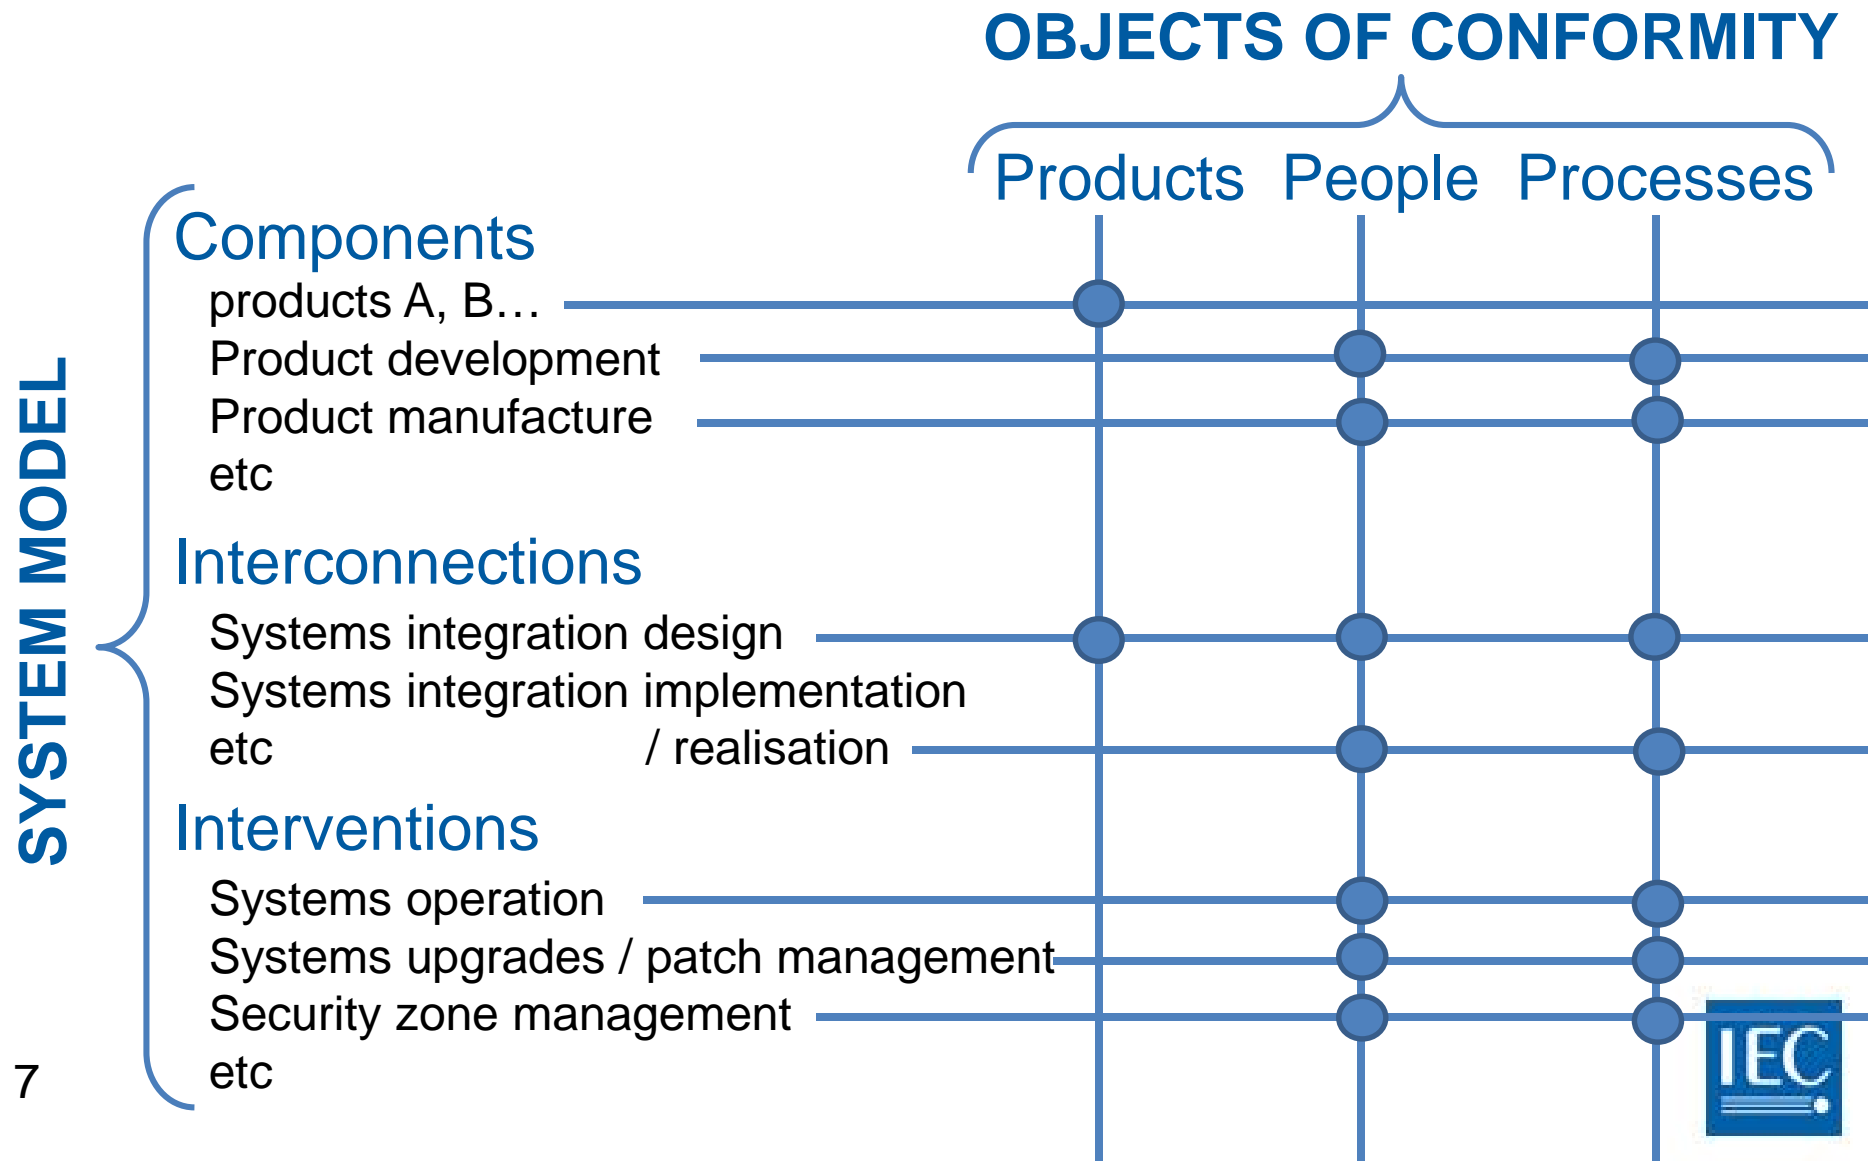 OBJECTS OF CONFORMITY
Products People Processes
SYSTEM MODEL
Components
products A, B…
Product development
Product manufacture
etc
Interconnections
Systems integration design
Systems integration implementation
etc / realisation
Interventions
Systems operation
Systems upgrades / patch management
Security zone management
etc
7
IEC